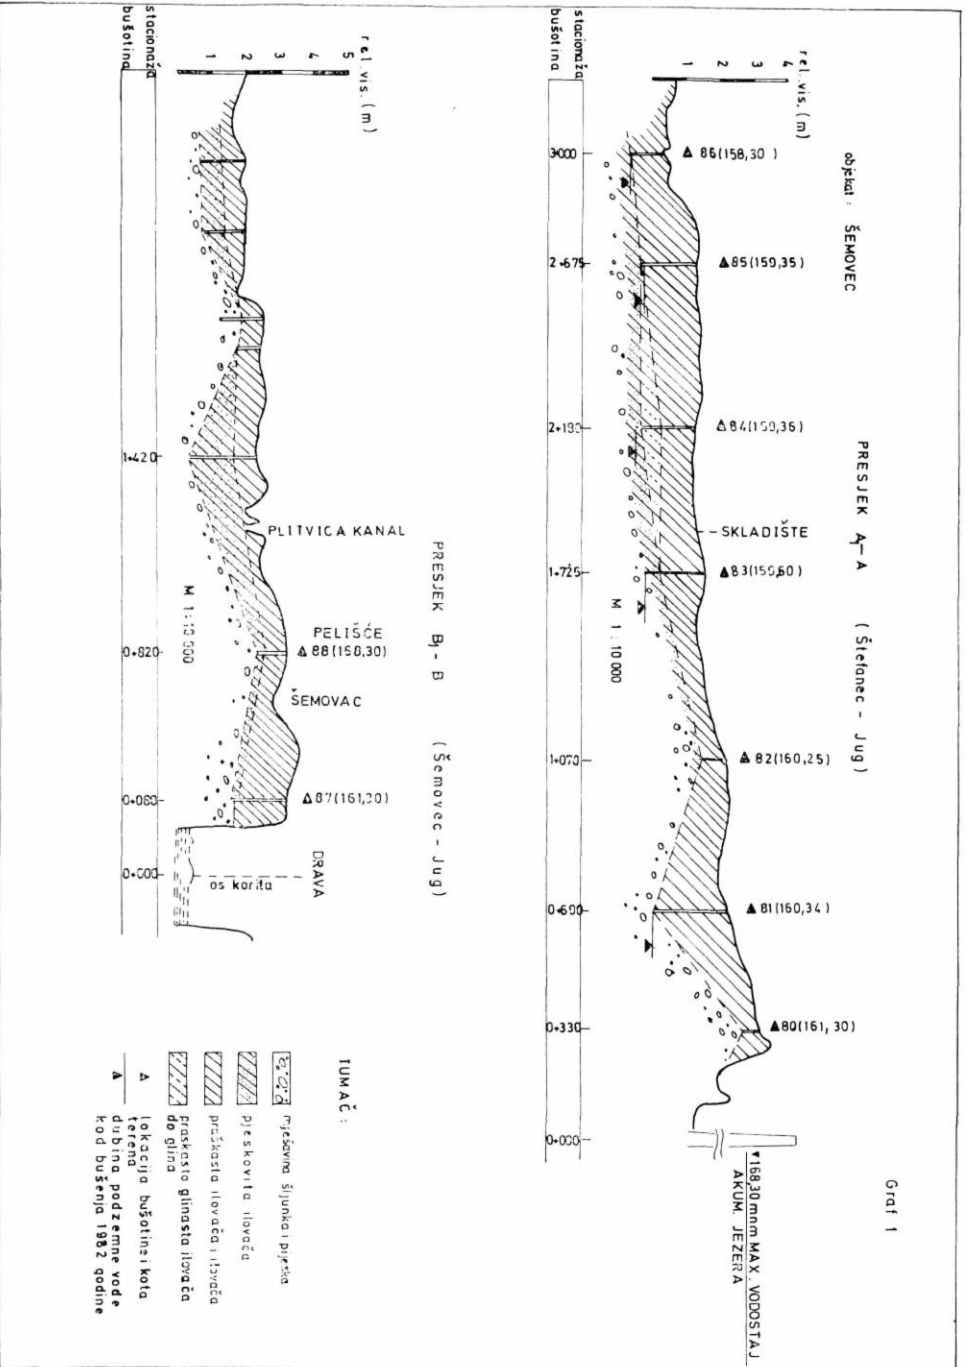 Graf 1
objekat : ŠEMOVEC
PRESJEK A₁— A ( Štefanec - Jug )
rel. vis. (m)
4
3
2
1
86(158,30 )
85(159,35)
84(159,36)
SKLADIŠTE
83(159,60)
82(160,25)
81(160,34 )
80(161, 30)
168,30 mnm MAX. VODOSTAJ
AKUM. JEZERA
M 1 : 10 000
stacionaža
bušotina
3+000
2+675
2+190
1+725
1+070
0+690
0+330
0+000
PRESJEK B₁- B ( Šemovec - Jug)
rel. vis. (m)
5
4
3
2
1
PLITVICA KANAL
PELIŠĆE
88(158,30)
ŠEMOVAC
87(161,30)
DRAVA
os korita
M 1:10 000
stacionaža
bušotina
1+420
0+820
0+080
0+000
TUMAČ :
mješavina šljunka i pijeska
pjeskovita ilovača
praškasta ilovača i ilovača
praškasto glinasta ilovača
do glina
lokacija bušotine i kota
terena
dubina podzemne vode
kod bušenja 1982 godine